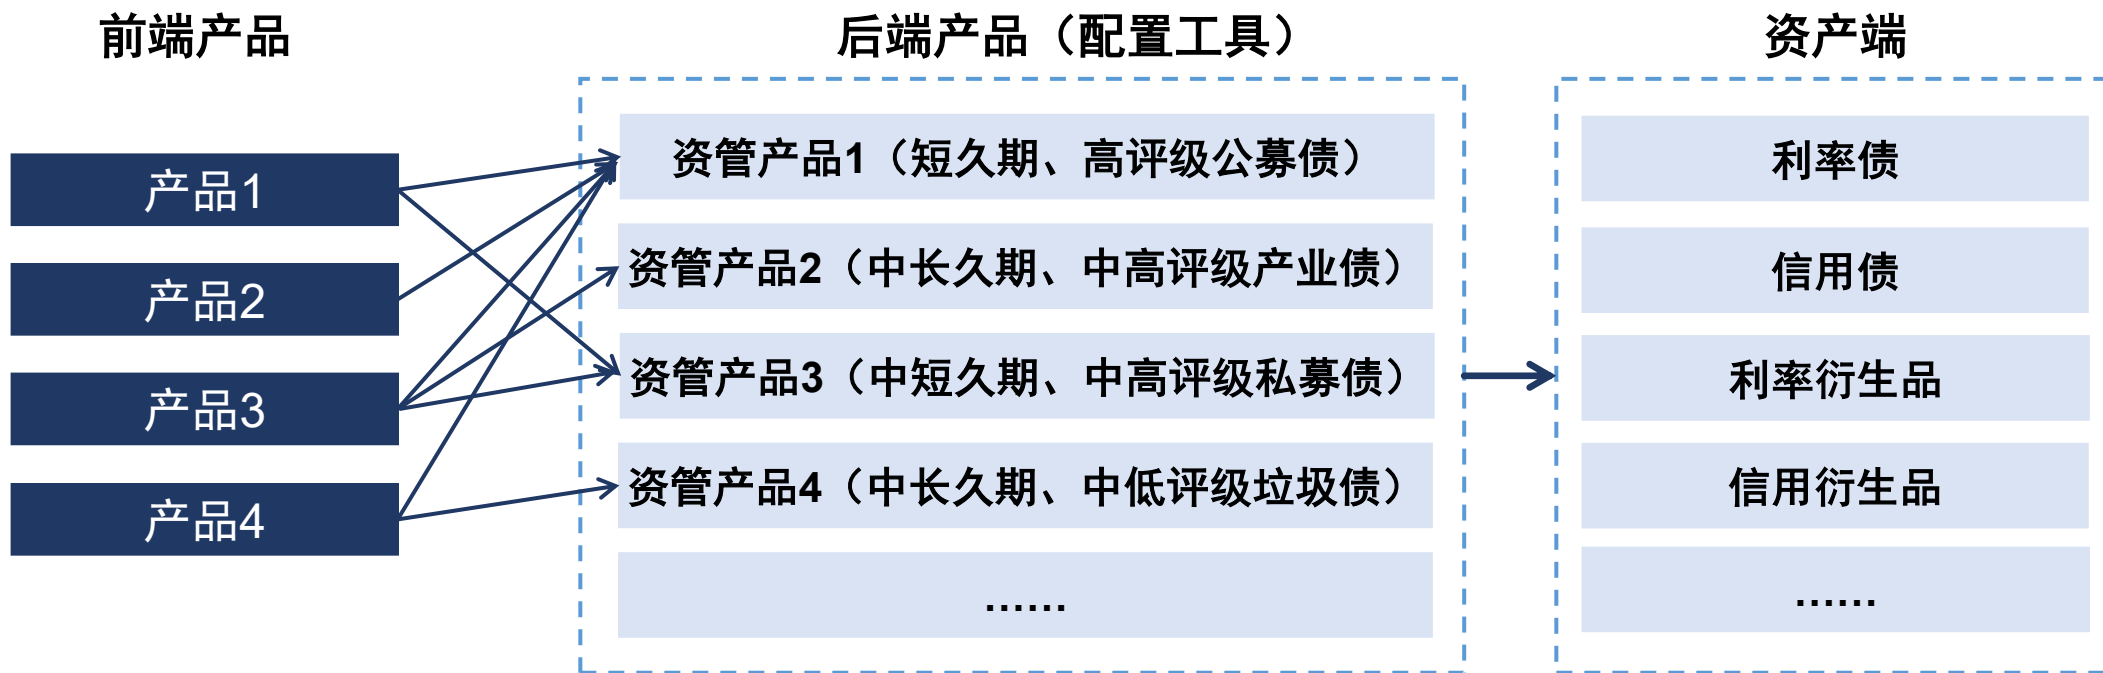 前端产品
后端产品（配置工具）
资产端
产品1
产品2
产品3
产品4
资管产品1（短久期、高评级公募债）
资管产品2（中长久期、中高评级产业债）
资管产品3（中短久期、中高评级私募债）
资管产品4（中长久期、中低评级垃圾债）
......
利率债
信用债
利率衍生品
信用衍生品
......